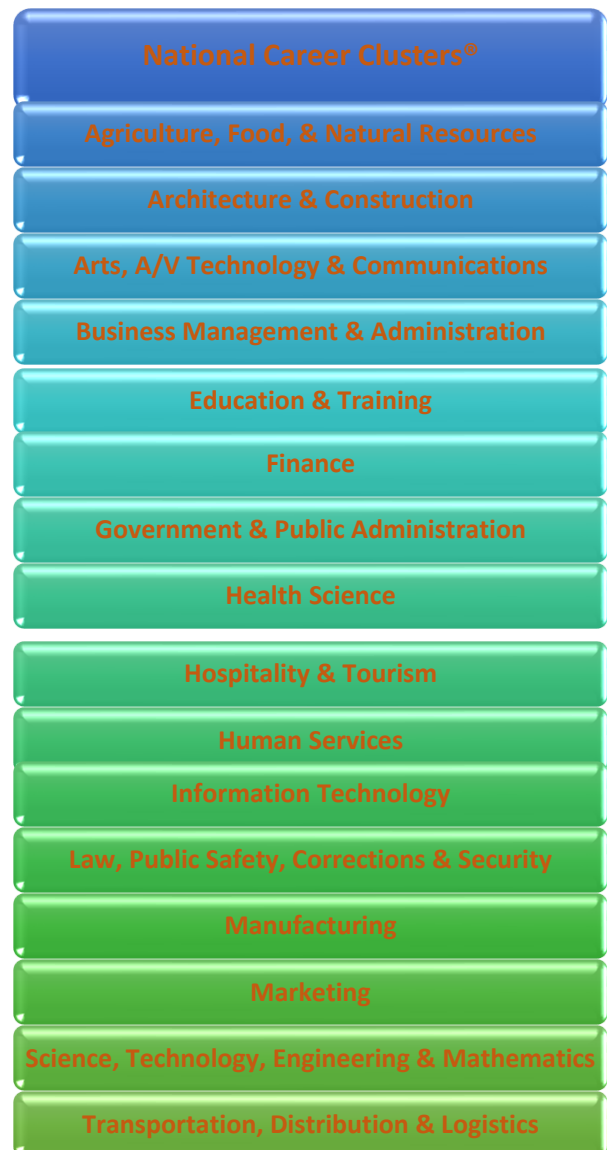 National Career Clusters®
Agriculture, Food, & Natural Resources
Architecture & Construction
Arts, A/V Technology & Communications
Business Management & Administration
Education & Training
Finance
Government & Public Administration
Health Science
Hospitality & Tourism
Human Services
Information Technology
Law, Public Safety, Corrections & Security
Manufacturing
Marketing
Science, Technology, Engineering & Mathematics
Transportation, Distribution & Logistics